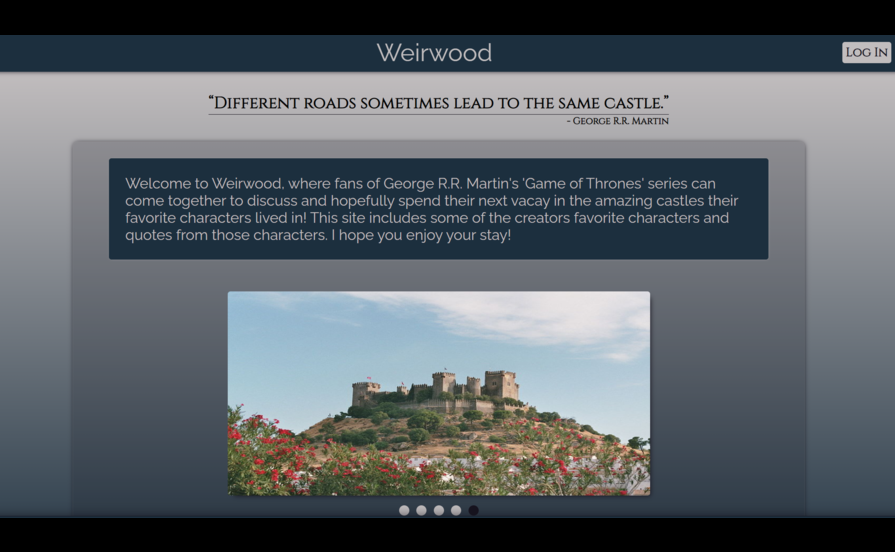 Weirwood
Log In
“Different roads sometimes lead to the same castle.”
- George R.R. Martin
Welcome to Weirwood, where fans of George R.R. Martin's 'Game of Thrones' series can
come together to discuss and hopefully spend their next vacay in the amazing castles their
favorite characters lived in! This site includes some of the creators favorite characters and
quotes from those characters. I hope you enjoy your stay!